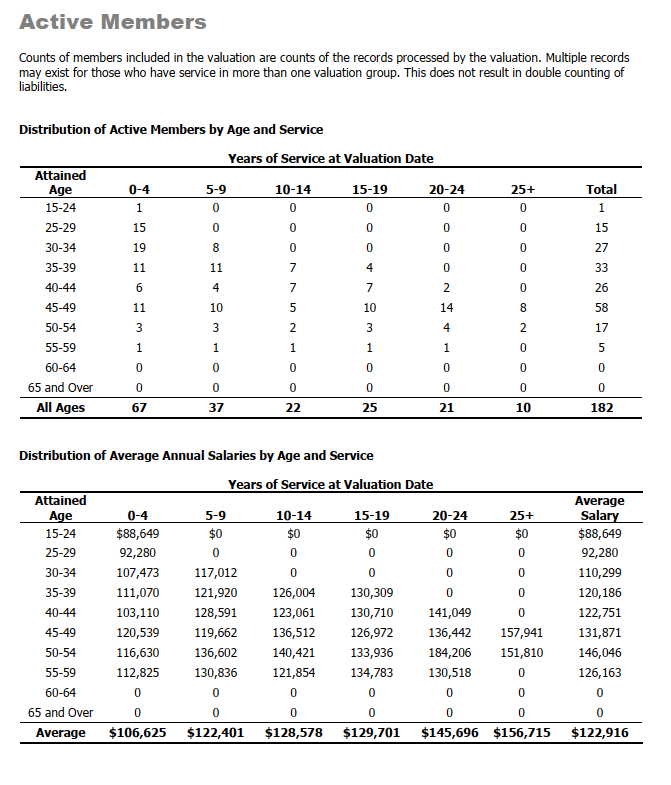 Active Members
Counts of members included in the valuation are counts of the records processed by the valuation. Multiple records
may exist for those who have service in more than one valuation group. This does not result in double counting of
liabilities.
Distribution of Active Members by Age and Service
Years of Service at Valuation Date
Attained
Age 0-4 5-9 10-14 15-19 20-24 25+ Total
15-24 1 0 0 0 0 0 1
25-29 15 0 0 0 0 0 15
30-34 19 8 0 0 0 0 27
35-39 11 11 7 4 0 0 33
40-44 6 4 7 7 2 0 26
45-49 11 10 5 10 14 8 58
50-54 3 3 2 3 4 2 17
55-59 1 1 1 1 1 0 5
60-64 0 0 0 0 0 0 0
65 and Over 0 0 0 0 0 0 0
All Ages 67 37 22 25 21 10 182
Distribution of Average Annual Salaries by Age and Service
Years of Service at Valuation Date
Attained Average
Age 0-4 5-9 10-14 15-19 20-24 25+ Salary
15-24 $88,649 $0 $0 $0 $0 $0 $88,649
25-29 92,280 0 0 0 0 0 92,280
30-34 107,473 117,012 0 0 0 0 110,299
35-39 111,070 121,920 126,004 130,309 0 0 120,186
40-44 103,110 128,591 123,061 130,710 141,049 0 122,751
45-49 120,539 119,662 136,512 126,972 136,442 157,941 131,871
50-54 116,630 136,602 140,421 133,936 184,206 151,810 146,046
55-59 112,825 130,836 121,854 134,783 130,518 0 126,163
60-64 0 0 0 0 0 0 0
65 and Over 0 0 0 0 0 0 0
Average $106,625 $122,401 $128,578 $129,701 $145,696 $156,715 $122,916